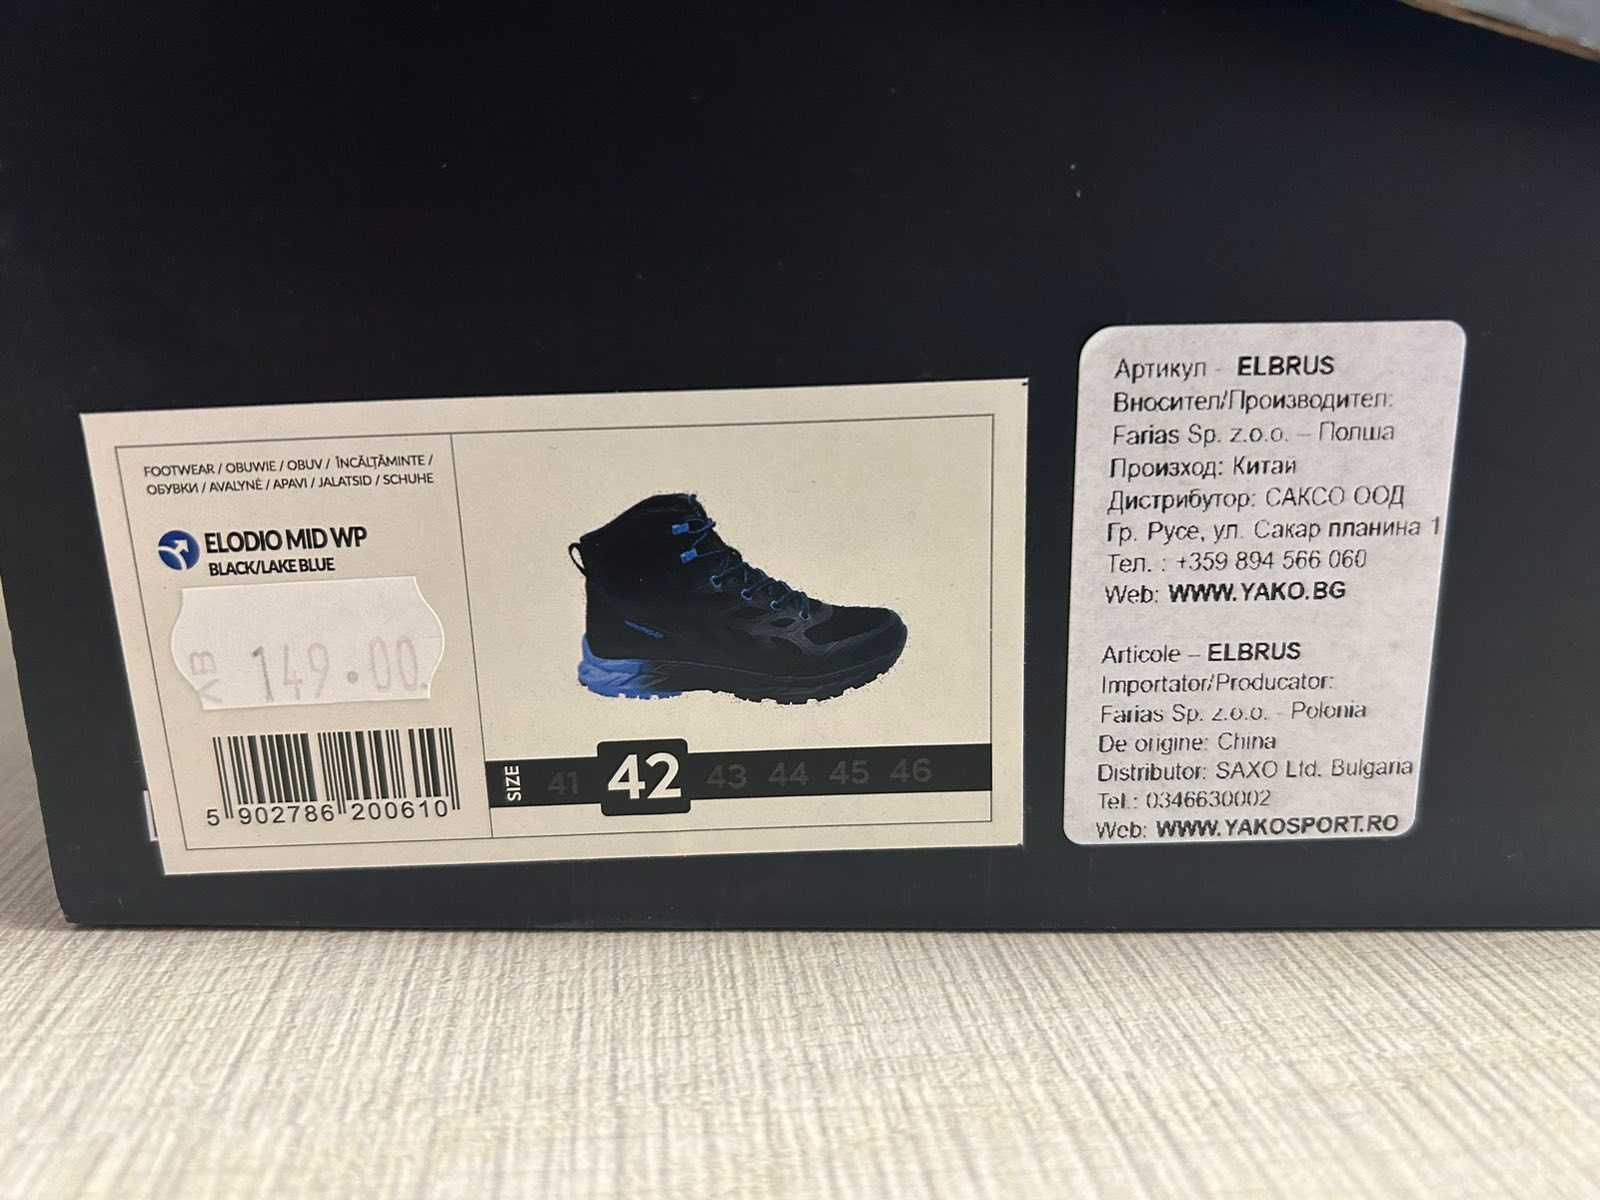 FOOTWEAR / OBUWIE / OBUV / ÎNCĂLȚĂMINTE /
ОБУВКИ / AVALYNĖ / APAVI / JALATSID / SCHUHE
ELODIO MID WP
BLACK/LAKE BLUE
ЛВ 149.00
5 902786 200610
SIZE 41 42 43 44 45 46
Артикул - ELBRUS
Вносител/Производител:
Farias Sp. z.o.o. – Полша
Произход: Китай
Дистрибутор: САКСО ООД
Гр. Русе, ул. Сакар планина 1
Тел. : +359 894 566 060
Web: WWW.YAKO.BG
Articole – ELBRUS
Importator/Producator:
Farias Sp. z.o.o. - Polonia
De origine: China
Distributor: SAXO Ltd. Bulgaria
Tel.: 0346630002
Web: WWW.YAKOSPORT.RO